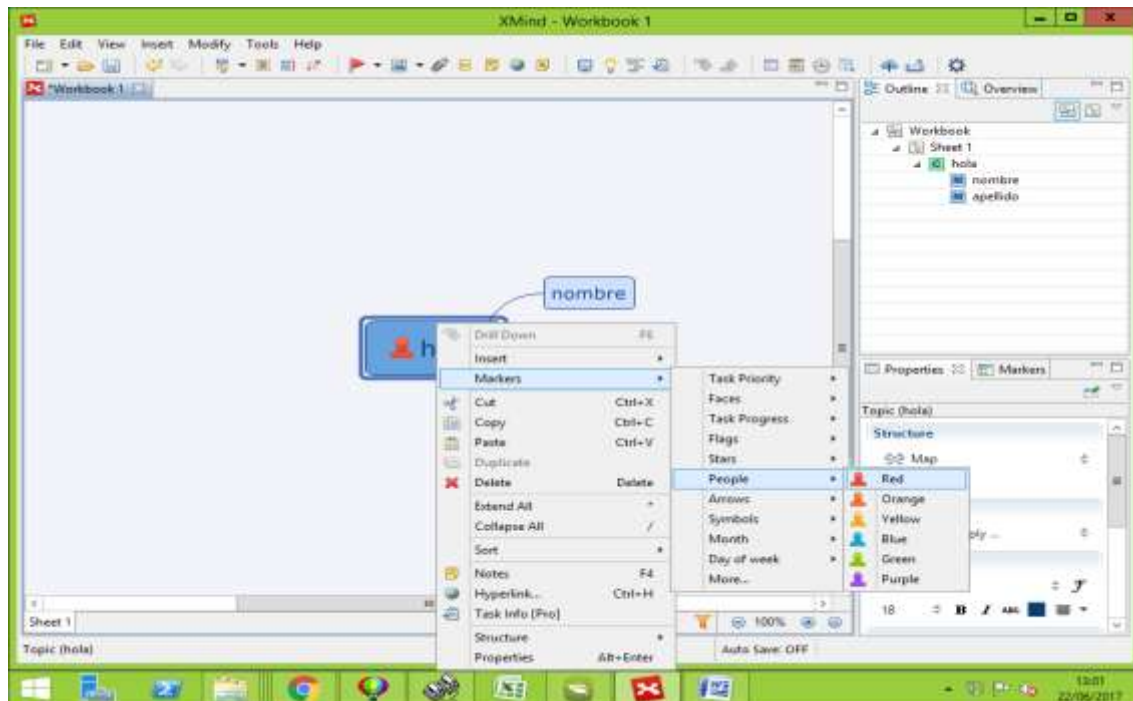 XMind - Workbook 1
File Edit View Insert Modify Tools Help
*Workbook 1
Outline Overview
Workbook
Sheet 1
hola
nombre
apellido
nombre
h
Drill Down F6
Insert
Markers
Cut Ctrl+X
Copy Ctrl+C
Paste Ctrl+V
Duplicate
Delete Delete
Extend All *
Collapse All /
Sort
Notes F4
Hyperlink... Ctrl+H
Task Info (Pro)
Structure
Properties Alt+Enter
Task Priority
Faces
Task Progress
Flags
Stars
People
Arrows
Symbols
Month
Day of week
More...
Red
Orange
Yellow
Blue
Green
Purple
Properties Markers
Topic (hola)
Structure
Map
18 B I ABC
Sheet 1
100%
Topic (hola)
Auto Save: OFF
13:01
22/06/2017